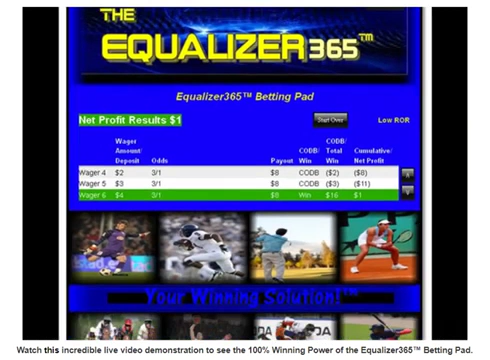 THE
EQUALIZER365™
Equalizer365™ Betting Pad
Net Profit Results $1 Start Over Low ROR
Wager Amount/ Deposit Odds Payout CODB/ Win CODB/ Total Win Cumulative/ Net Profit
Wager 4 $2 3/1 $8 CODB ($2) ($8)
Wager 5 $3 3/1 $8 CODB ($3) ($11)
Wager 6 $4 3/1 $8 Win $16 $1
Your Winning Solution!™
Watch this incredible live video demonstration to see the 100% Winning Power of the Equalizer365™ Betting Pad.